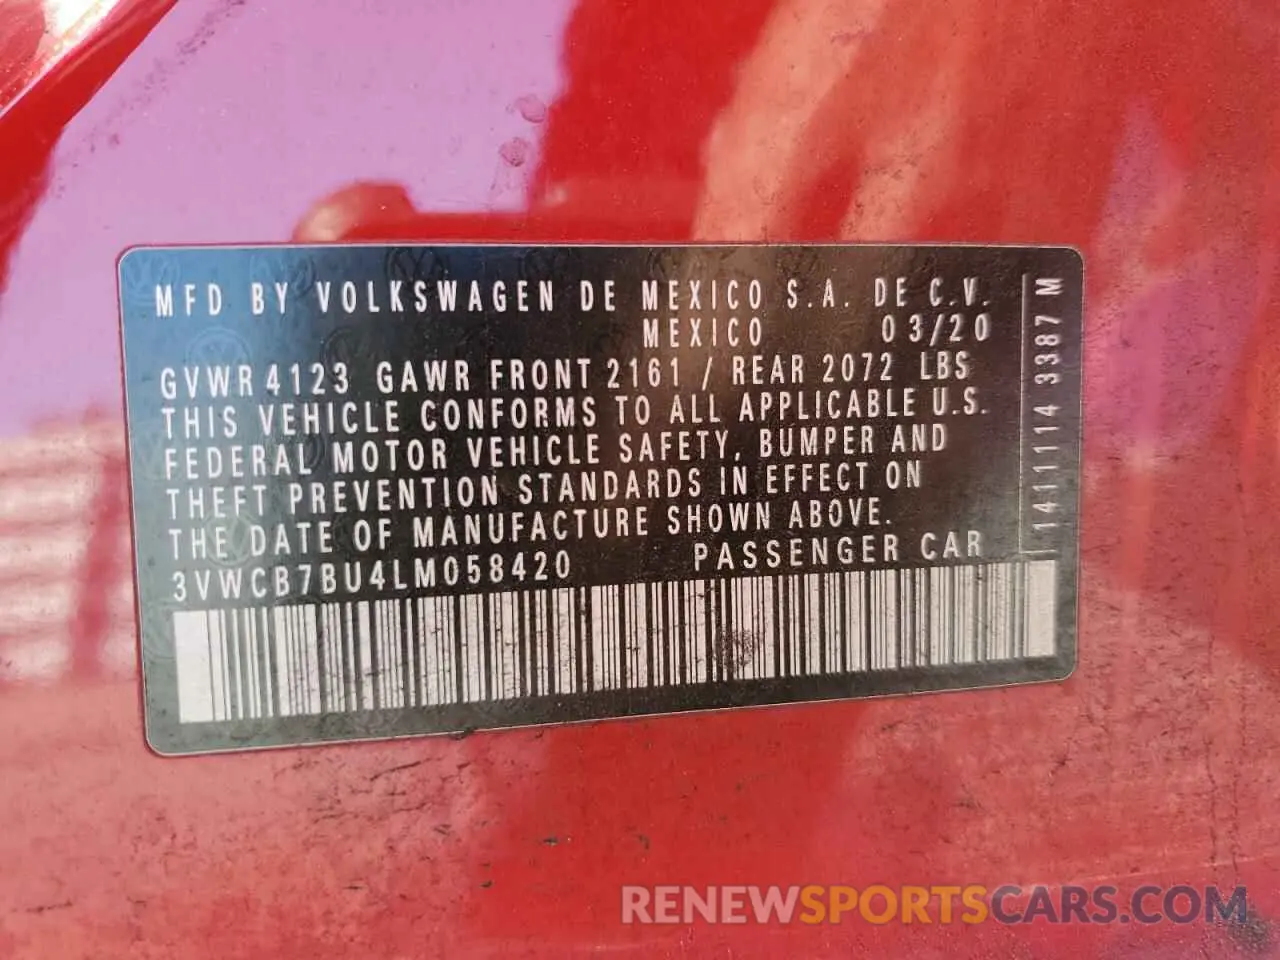 MFD BY VOLKSWAGEN DE MEXICO S.A. DE C.V.
MEXICO 03/20
GVWR 4123 GAWR FRONT 2161 / REAR 2072 LBS
THIS VEHICLE CONFORMS TO ALL APPLICABLE U.S.
FEDERAL MOTOR VEHICLE SAFETY, BUMPER AND
THEFT PREVENTION STANDARDS IN EFFECT ON
THE DATE OF MANUFACTURE SHOWN ABOVE.
3VWCB7BU4LM058420 PASSENGER CAR
1411114 3387 M
RENEWSPORTSCARS.COM